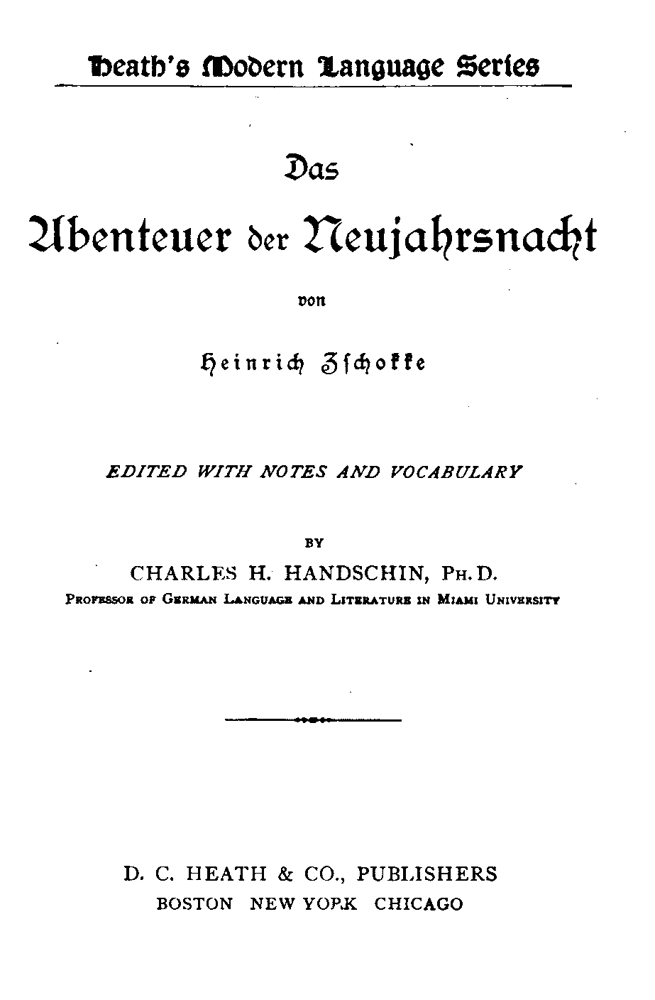 Heath's Modern Language Series
Das
Abenteuer der Neujahrsnacht
von
Heinrich Zschokke
EDITED WITH NOTES AND VOCABULARY
BY
CHARLES H. HANDSCHIN, PH.D.
PROFESSOR OF GERMAN LANGUAGE AND LITERATURE IN MIAMI UNIVERSITY
D. C. HEATH & CO., PUBLISHERS
BOSTON NEW YORK CHICAGO